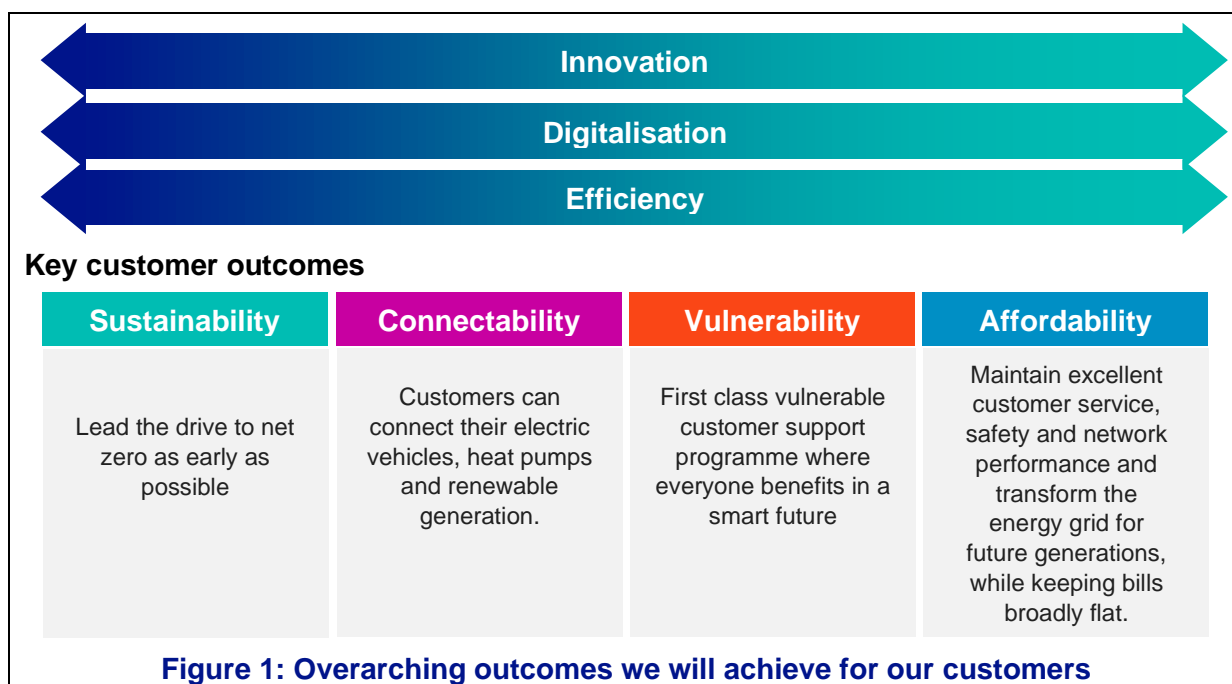 Innovation
Digitalisation
Efficiency
Key customer outcomes
Sustainability
Lead the drive to net
zero as early as
possible
Connectability
Customers can
connect their electric
vehicles, heat pumps
and renewable
generation.
Vulnerability
First class vulnerable
customer support
programme where
everyone benefits in a
smart future
Affordability
Maintain excellent
customer service,
safety and network
performance and
transform the
energy grid for
future generations,
while keeping bills
broadly flat.
Figure 1: Overarching outcomes we will achieve for our customers